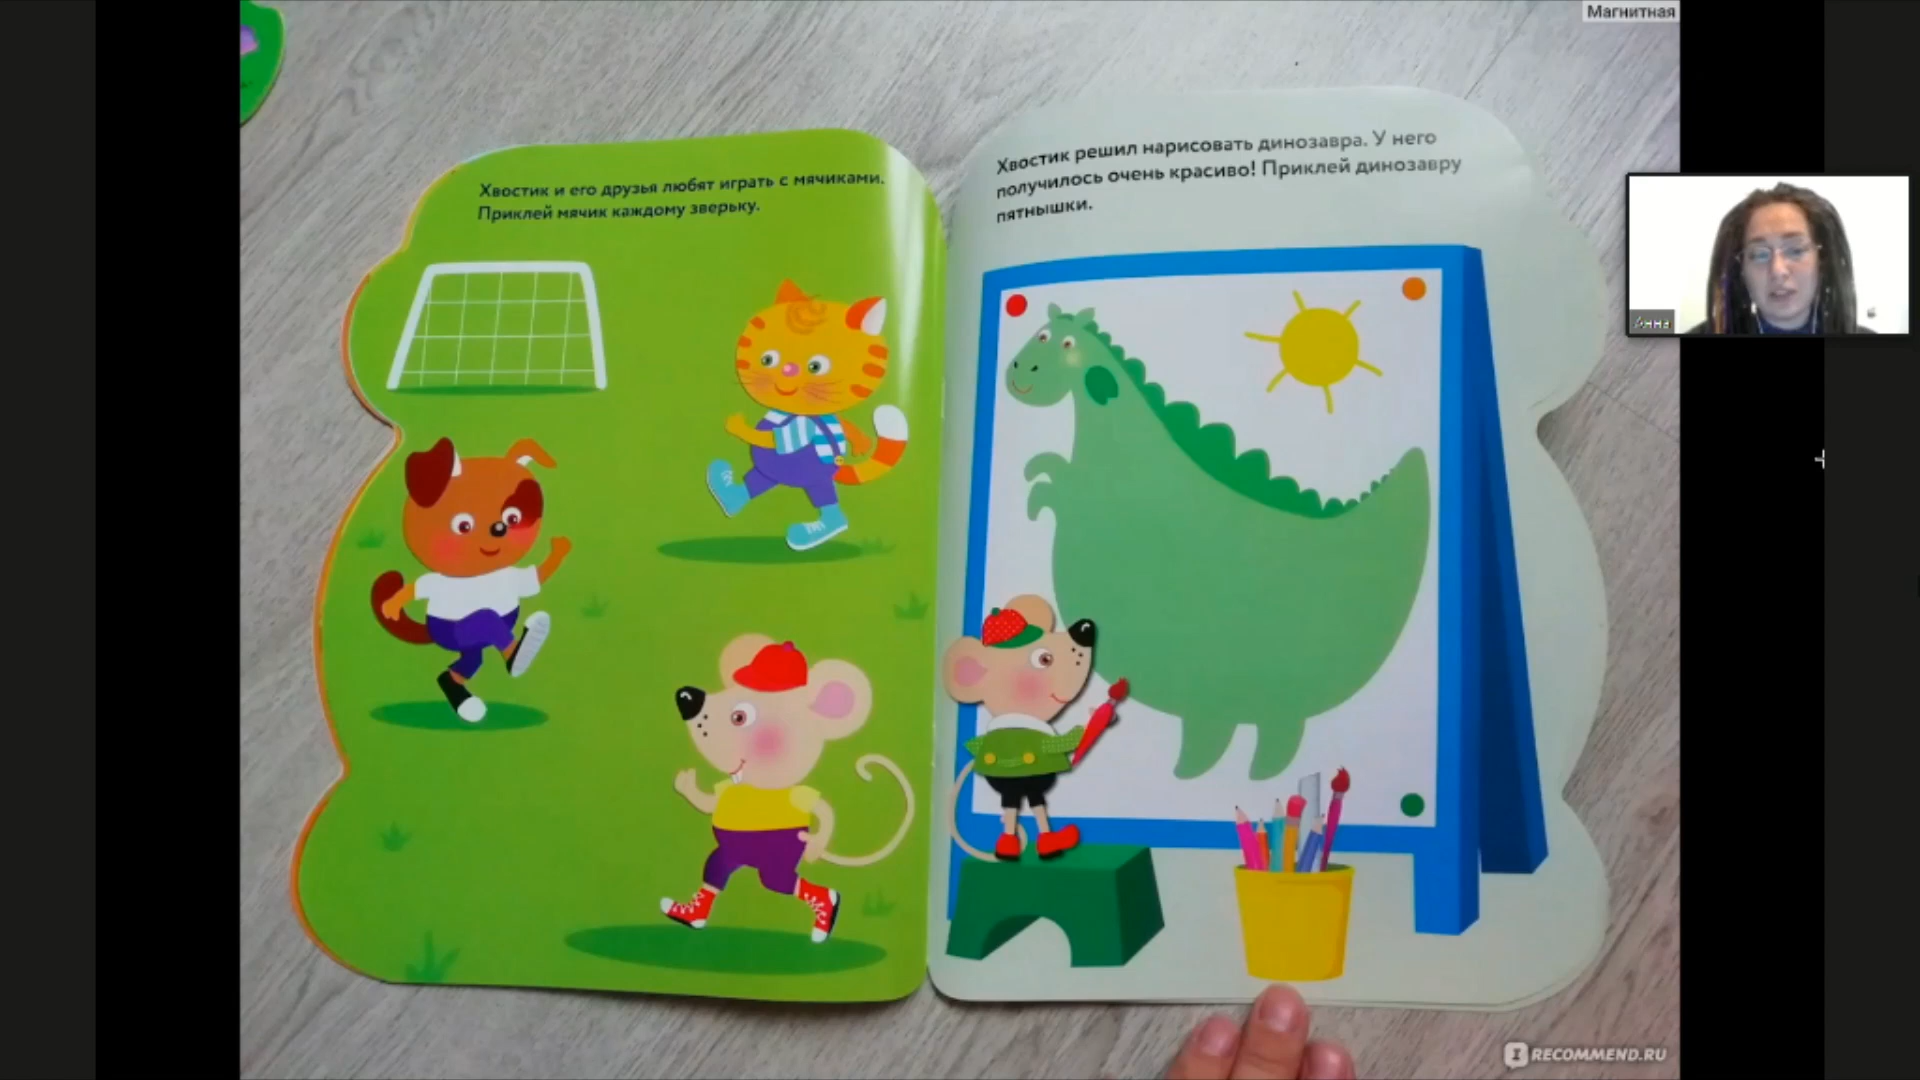 Магнитная
Хвостик и его друзья любят играть с мячиками.
Приклей мячик каждому зверьку.
Хвостик решил нарисовать динозавра. У него
получилось очень красиво! Приклей динозавру
пятнышки.
Анна
IRECOMMEND.RU